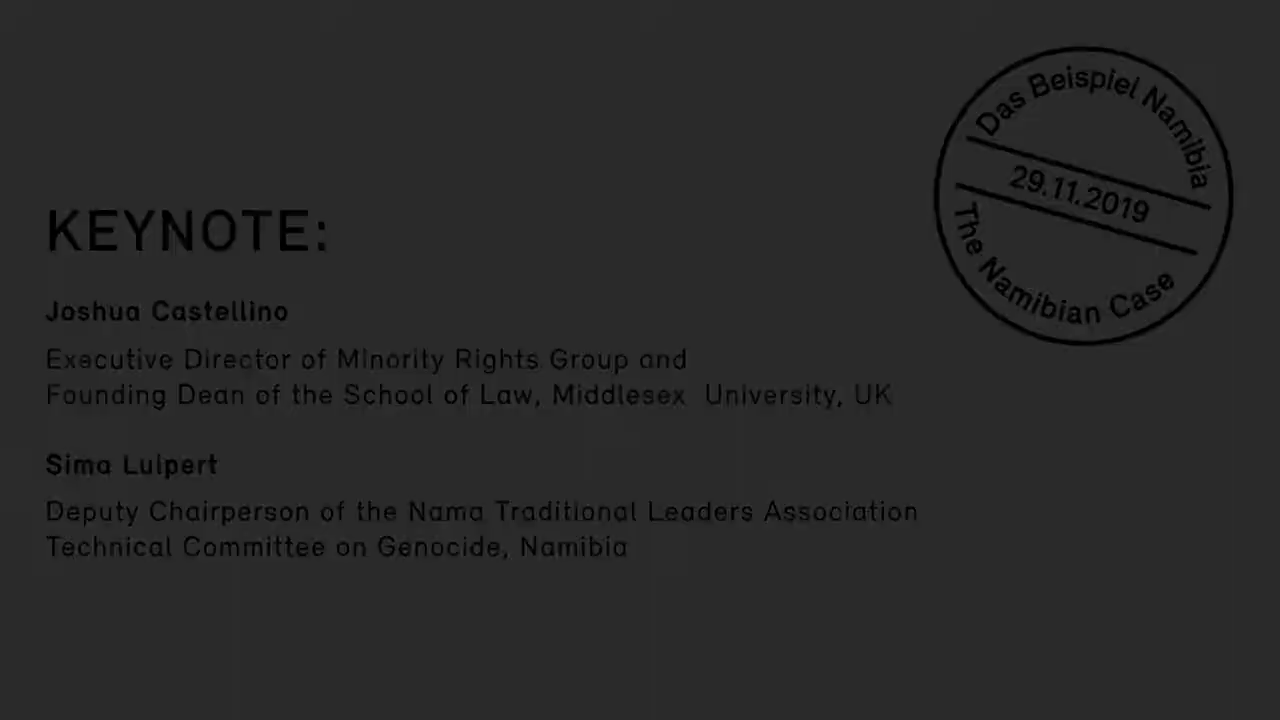 KEYNOTE:
Joshua Castellino
Executive Director of Minority Rights Group and
Founding Dean of the School of Law, Middlesex University, UK
Sima Luipert
Deputy Chairperson of the Nama Traditional Leaders Association
Technical Committee on Genocide, Namibia
Das Beispiel Namibia
29.11.2019
The Namibian Case